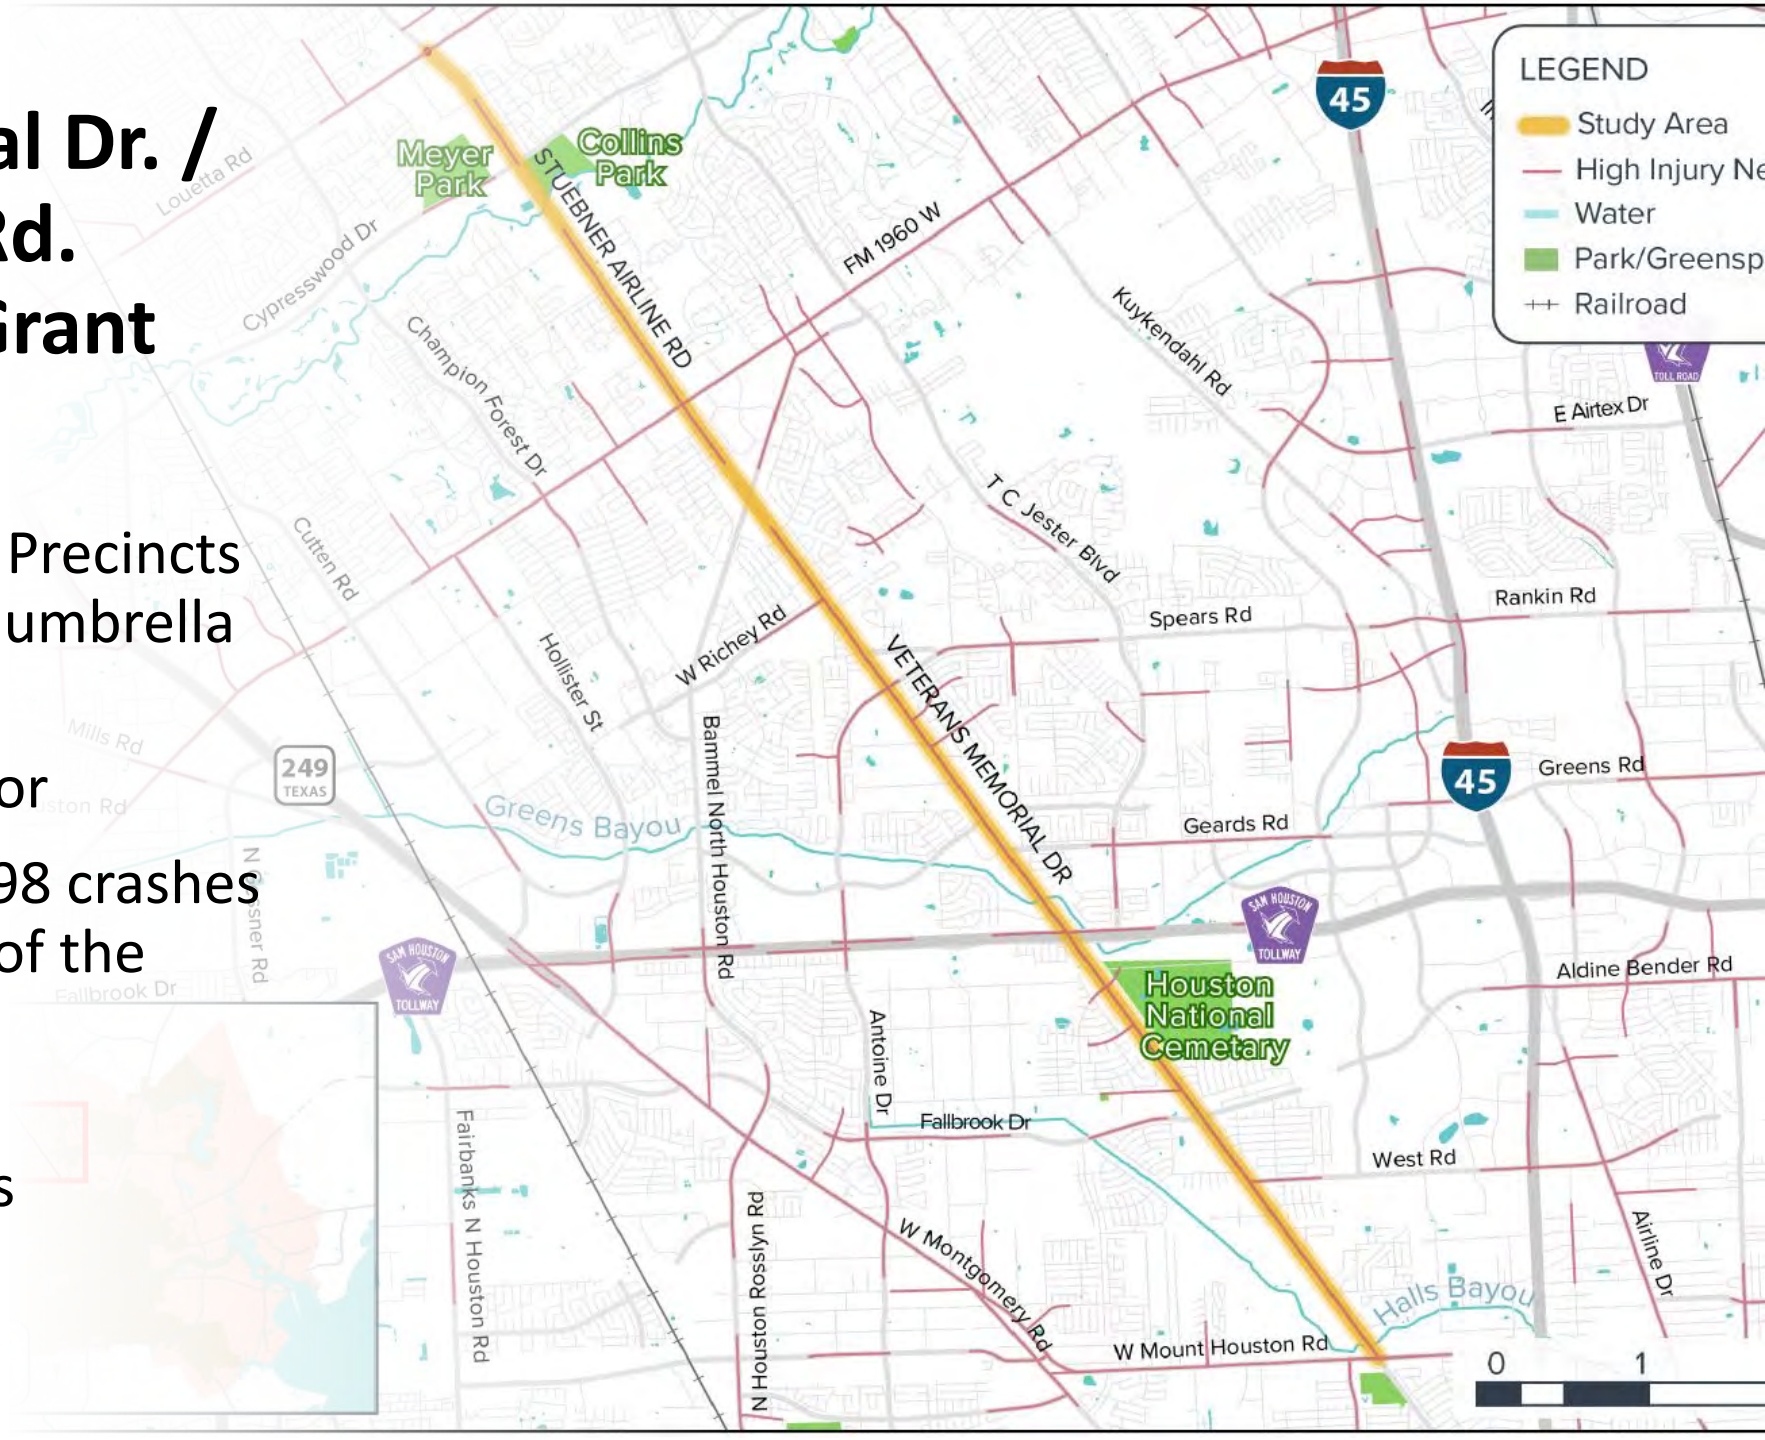 al Dr. /
Rd.
Grant
Precincts
umbrella
or
98 crashes
of the
s
LEGEND
Study Area
High Injury Ne
Water
Park/Greensp
Railroad
45
TOLL ROAD
Meyer
Park
Collins
Park
Louetta Rd
Cypresswood Dr
STUEBNER AIRLINE RD
FM 1960 W
Kuykendahl Rd
E Airtex Dr
Champion Forest Dr
T C Jester Blvd
Cutten Rd
Rankin Rd
Spears Rd
W Richey Rd
Hollister St
VETERANS MEMORIAL DR
Mills Rd
249
TEXAS
45
Greens Rd
ston Rd
Greens Bayou
Bammel North Houston Rd
Geards Rd
SAM HOUSTON
TOLLWAY
SAM HOUSTON
TOLLWAY
Aldine Bender Rd
Fallbrook Dr
Houston
National
Cemetary
Antoine Dr
Fallbrook Dr
West Rd
Fairbanks N Houston Rd
N Houston Rosslyn Rd
W Montgomery Rd
Airline Dr
Halls Bayou
W Mount Houston Rd
0 1